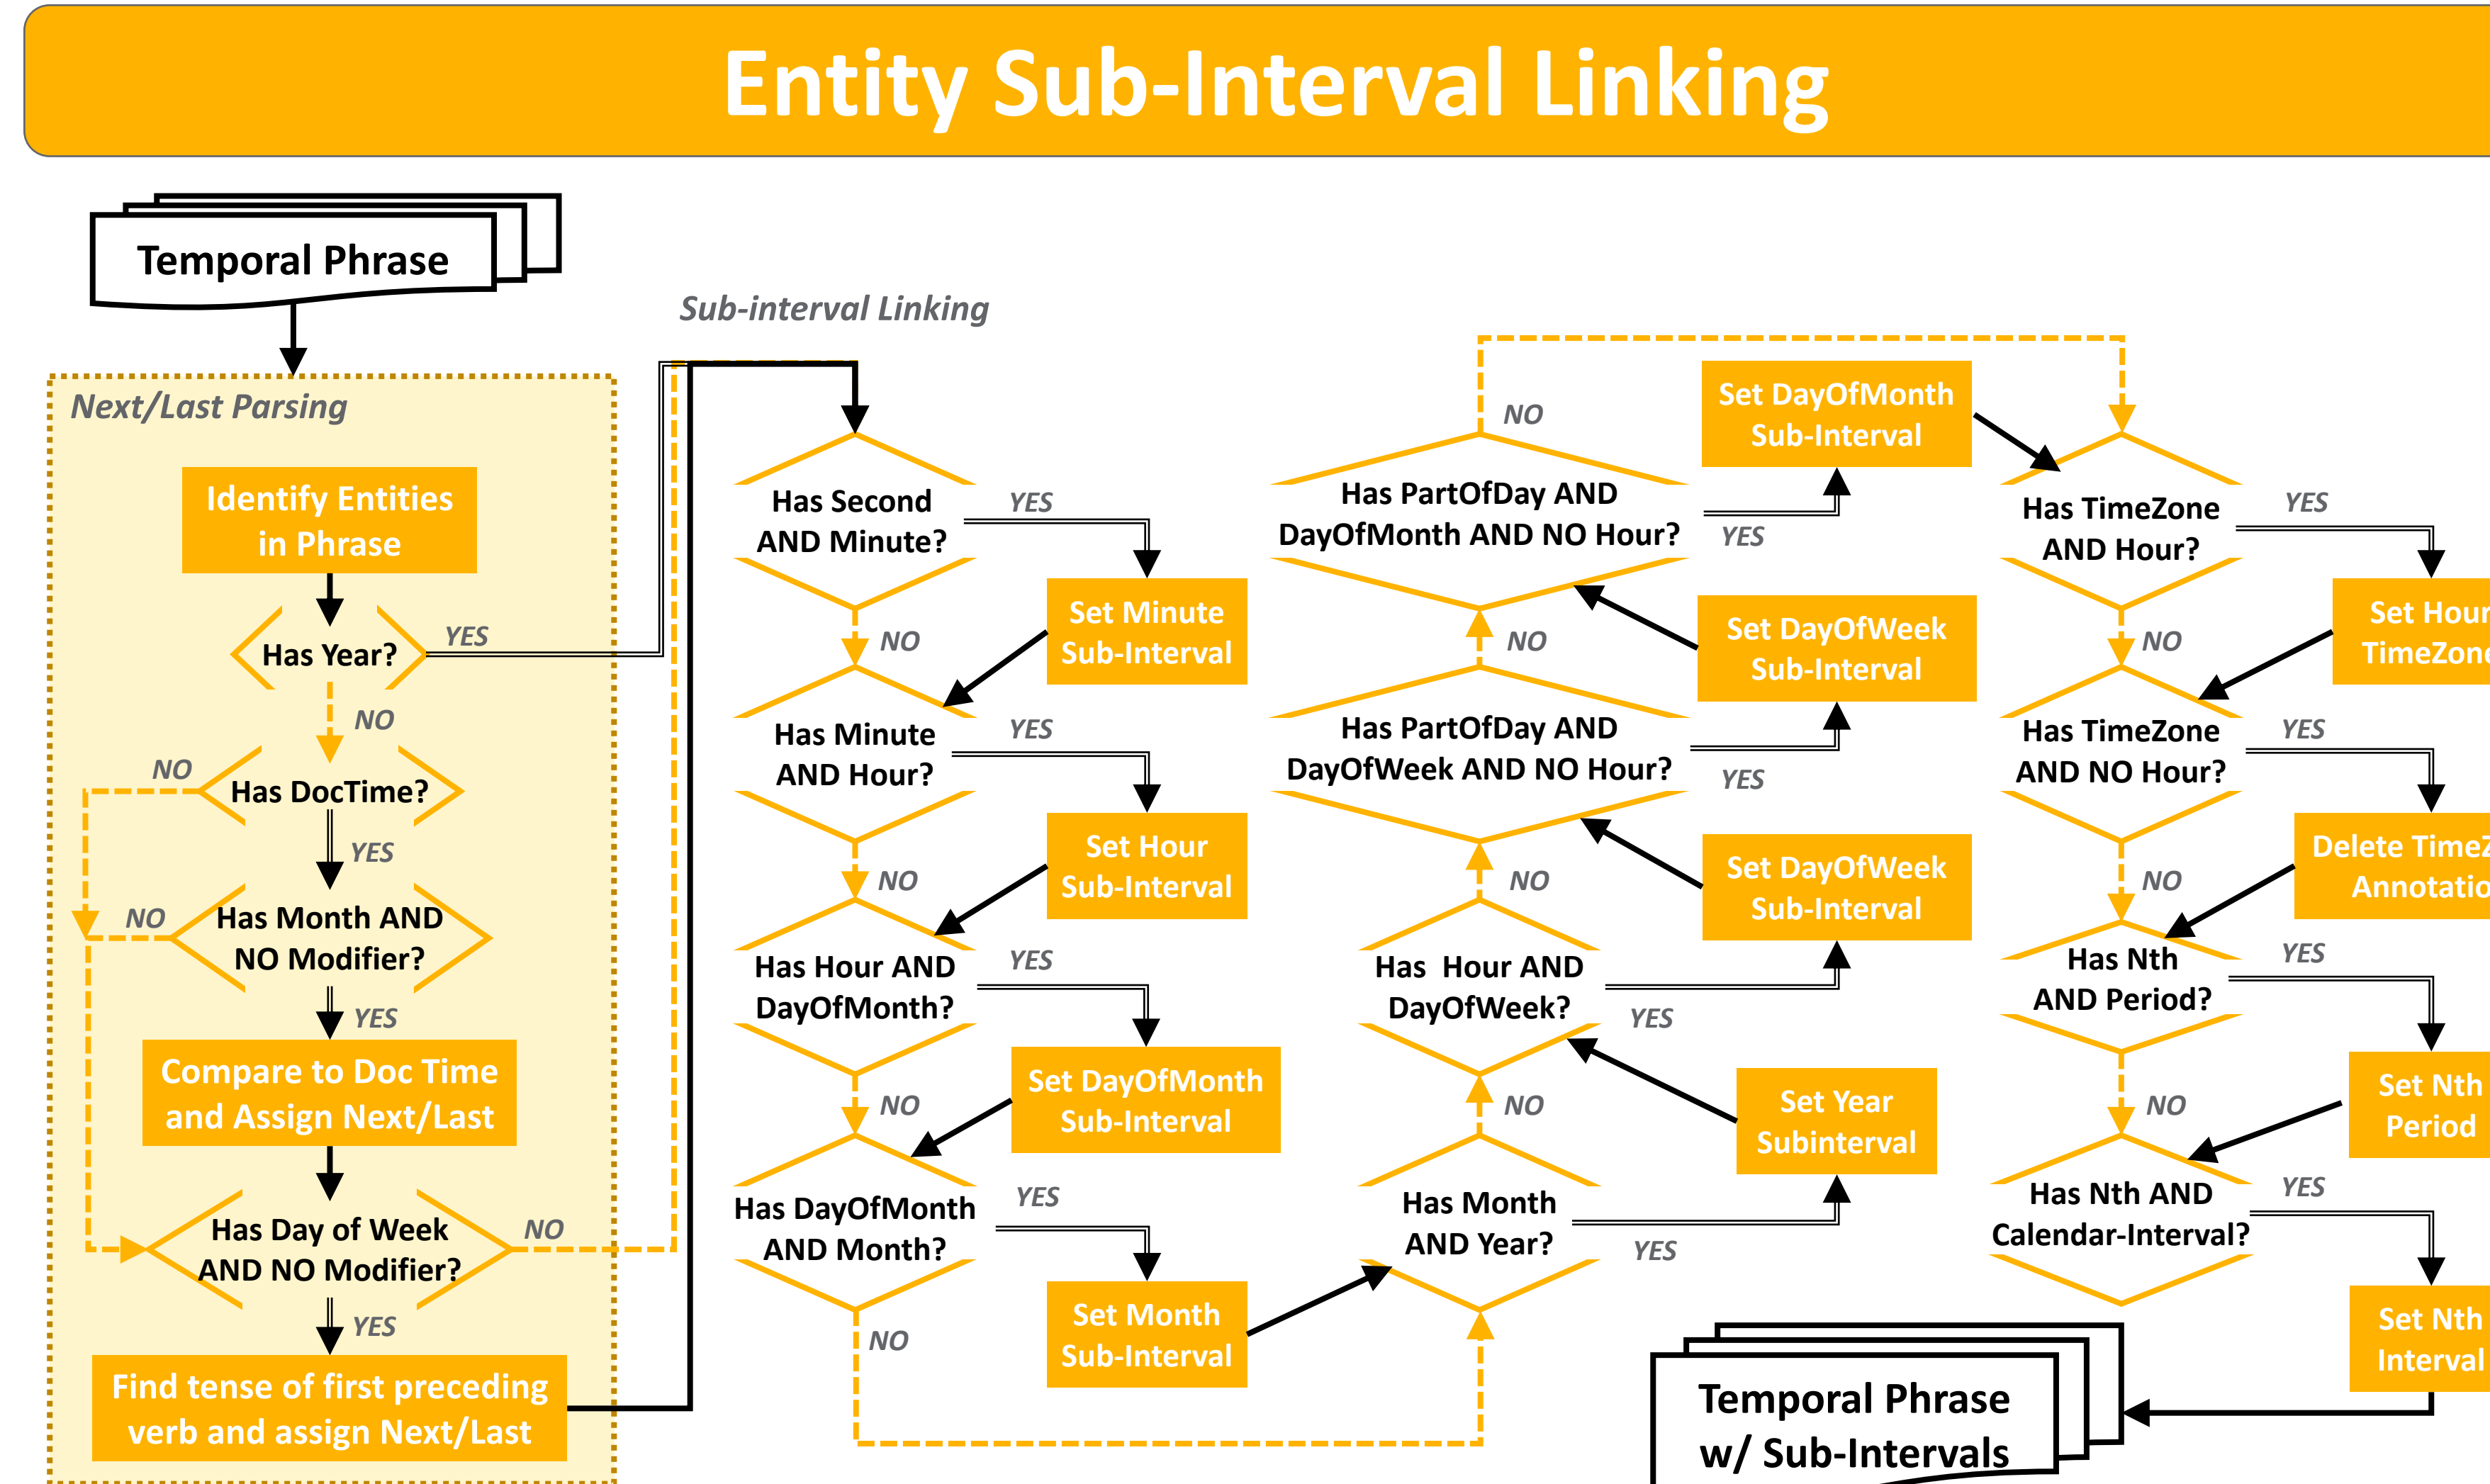 Entity Sub-Interval Linking
Temporal Phrase
Next/Last Parsing
Identify Entities
in Phrase
Has Year?
YES
NO
Has DocTime?
NO
YES
Has Month AND
NO Modifier?
NO
YES
Compare to Doc Time
and Assign Next/Last
Has Day of Week
AND NO Modifier?
NO
YES
Find tense of first preceding
verb and assign Next/Last
Sub-interval Linking
Has Second
AND Minute?
YES
NO
Set Minute
Sub-Interval
Has Minute
AND Hour?
YES
NO
Set Hour
Sub-Interval
Has Hour AND
DayOfMonth?
YES
NO
Set DayOfMonth
Sub-Interval
Has DayOfMonth
AND Month?
YES
NO
Set Month
Sub-Interval
Has Month
AND Year?
YES
NO
Set Year
Subinterval
Has Hour AND
DayOfWeek?
YES
NO
Set DayOfWeek
Sub-Interval
Has PartOfDay AND
DayOfWeek AND NO Hour?
YES
NO
Set DayOfWeek
Sub-Interval
Has PartOfDay AND
DayOfMonth AND NO Hour?
YES
NO
Set DayOfMonth
Sub-Interval
Has TimeZone
AND Hour?
YES
NO
Set Hour
Has TimeZone
AND NO Hour?
YES
NO
Delete
Has Nth
AND Period?
YES
NO
Set Nth
Period
Has Nth AND
Calendar-Interval?
YES
Set Nth
Interval
Temporal Phrase
w/ Sub-Intervals